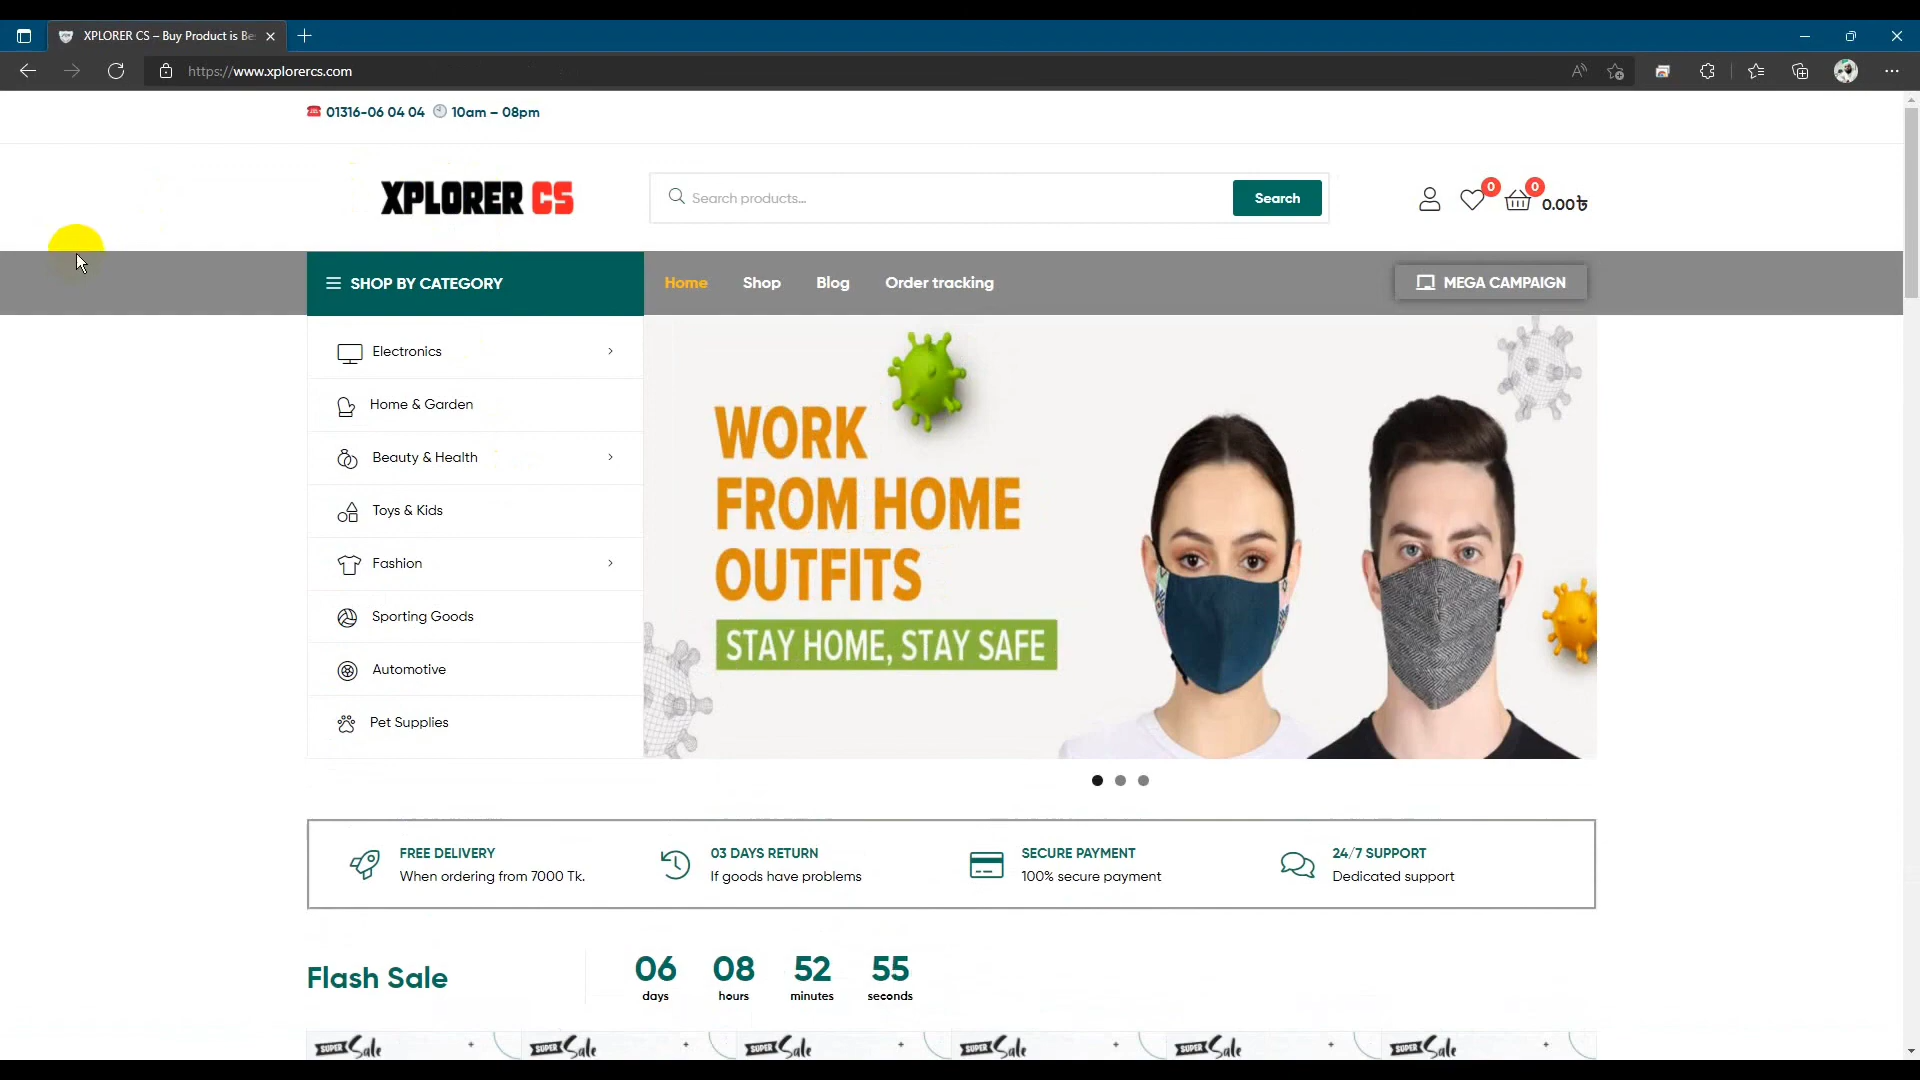 XPLORER CS – Buy Product is Be
https://www.xplorercs.com
01316-06 04 04 10am – 08pm
XPLORER CS
Search products...
Search
0
0
0.00৳
SHOP BY CATEGORY
Home
Shop
Blog
Order tracking
MEGA CAMPAIGN
Electronics
Home & Garden
Beauty & Health
Toys & Kids
Fashion
Sporting Goods
Automotive
Pet Supplies
WORK
FROM HOME
OUTFITS
STAY HOME, STAY SAFE
FREE DELIVERY
When ordering from 7000 Tk.
03 DAYS RETURN
If goods have problems
SECURE PAYMENT
100% secure payment
24/7 SUPPORT
Dedicated support
Flash Sale
06 08 52 55
days hours minutes seconds
SUPER Sale
SUPER Sale
SUPER Sale
SUPER Sale
SUPER Sale
SUPER Sale